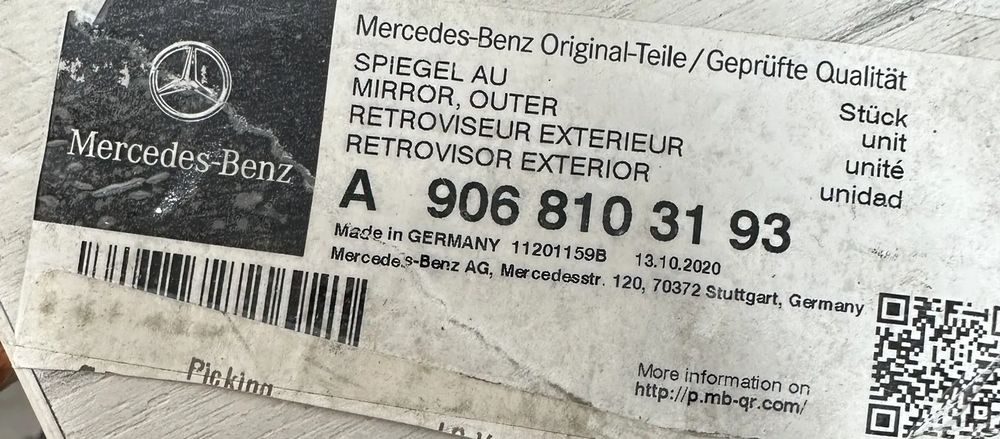 Mercedes-Benz
Mercedes-Benz Original-Teile/Geprüfte Qualität
SPIEGEL AU Stück
MIRROR, OUTER unit
RETROVISEUR EXTERIEUR unité
RETROVISOR EXTERIOR unidad
A 906 810 31 93
Made in GERMANY 11201159B 13.10.2020
Mercedes-Benz AG, Mercedesstr. 120, 70372 Stuttgart, Germany
More information on
http://p.mb-qr.com/
Picking